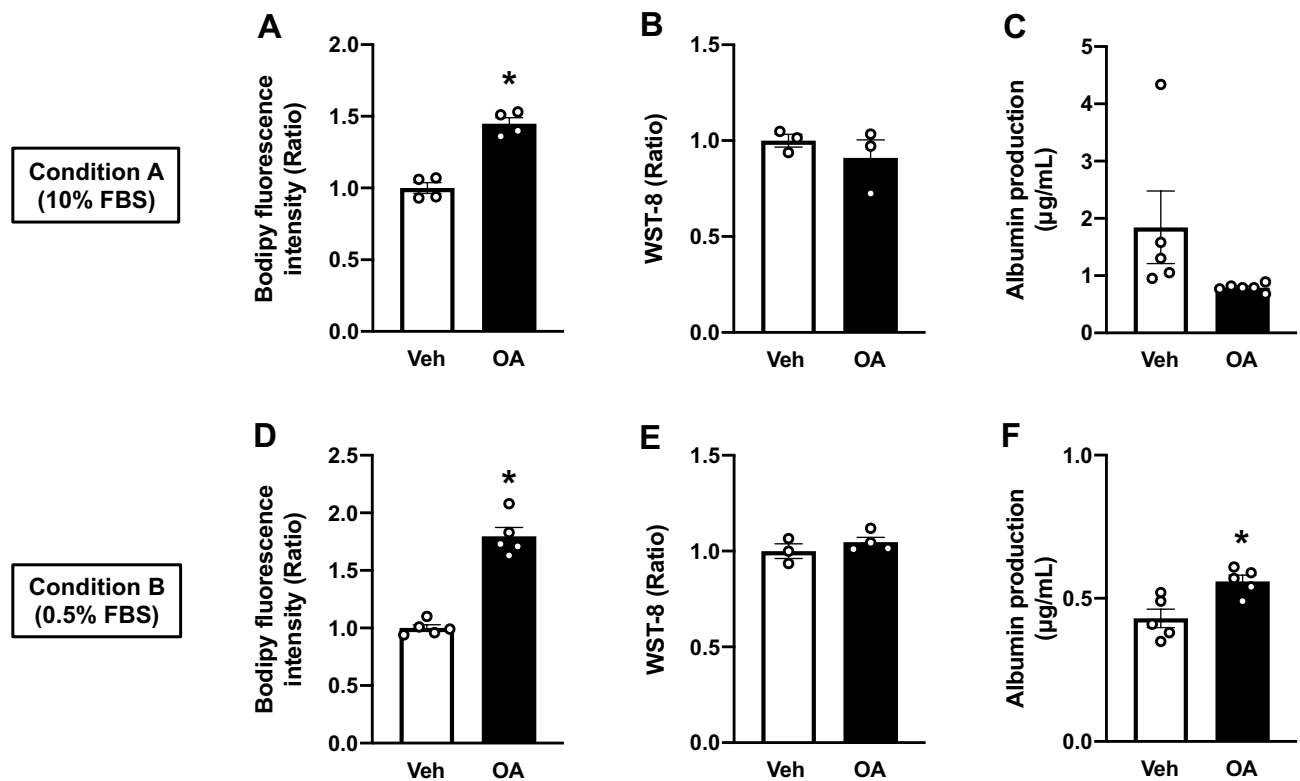 Condition A
(10% FBS)
A
Bodipy fluorescence
intensity (Ratio)
2.0
1.5
1.0
0.5
0.0
*
Veh
OA
B
WST-8 (Ratio)
1.5
1.0
0.5
0.0
Veh
OA
C
Albumin production
(μg/mL)
5
4
3
2
1
0
Veh
OA
Condition B
(0.5% FBS)
D
Bodipy fluorescence
intensity (Ratio)
2.5
2.0
1.5
1.0
0.5
0.0
*
Veh
OA
E
WST-8 (Ratio)
1.5
1.0
0.5
0.0
Veh
OA
F
Albumin production
(μg/mL)
1.0
0.5
0.0
*
Veh
OA